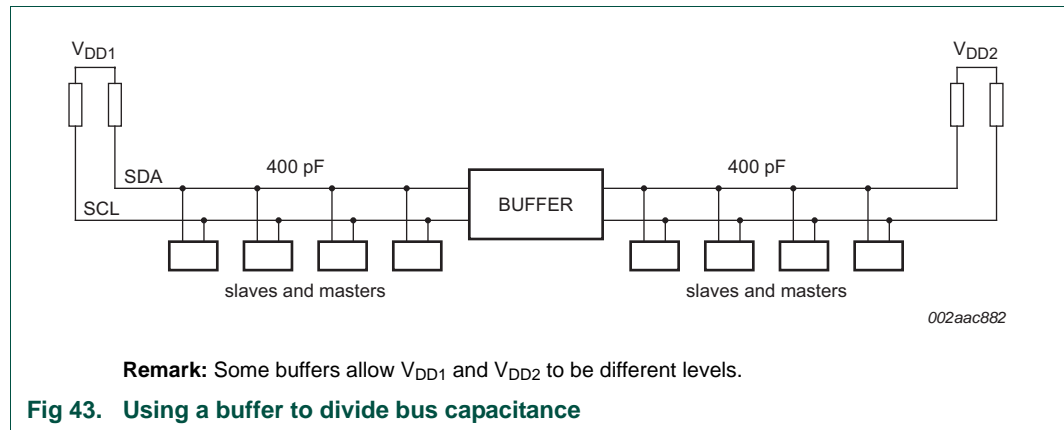 VDD1
VDD2
400 pF
400 pF
SDA
BUFFER
SCL
slaves and masters
slaves and masters
002aac882
Remark: Some buffers allow VDD1 and VDD2 to be different levels.
Fig 43. Using a buffer to divide bus capacitance